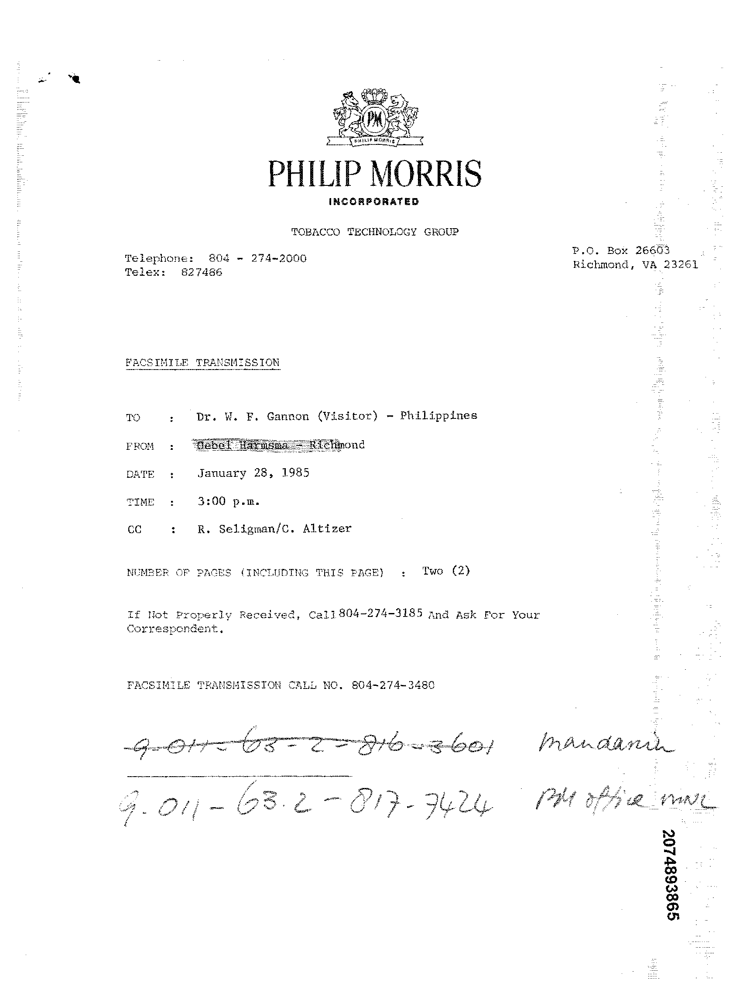 PM
PHILIP MORRIS
PHILIP MORRIS
INCORPORATED
TOBACCO TECHNOLOGY GROUP
Telephone: 804 - 274-2000
Telex: 827486
P.O. Box 26603
Richmond, VA 23261
FACSIMILE TRANSMISSION
TO : Dr. W. F. Gannon (Visitor) - Philippines
FROM : Oebel Harmsma - Richmond
DATE : January 28, 1985
TIME : 3:00 p.m.
CC : R. Seligman/C. Altizer
NUMBER OF PAGES (INCLUDING THIS PAGE) : Two (2)
If Not Properly Received, Call 804-274-3185 And Ask For Your
Correspondent.
FACSIMILE TRANSMISSION CALL NO. 804-274-3480
9-011-63-2-816-3601 Mandarin
9.011-63.2-817-7424 PM office MNL
2074893865